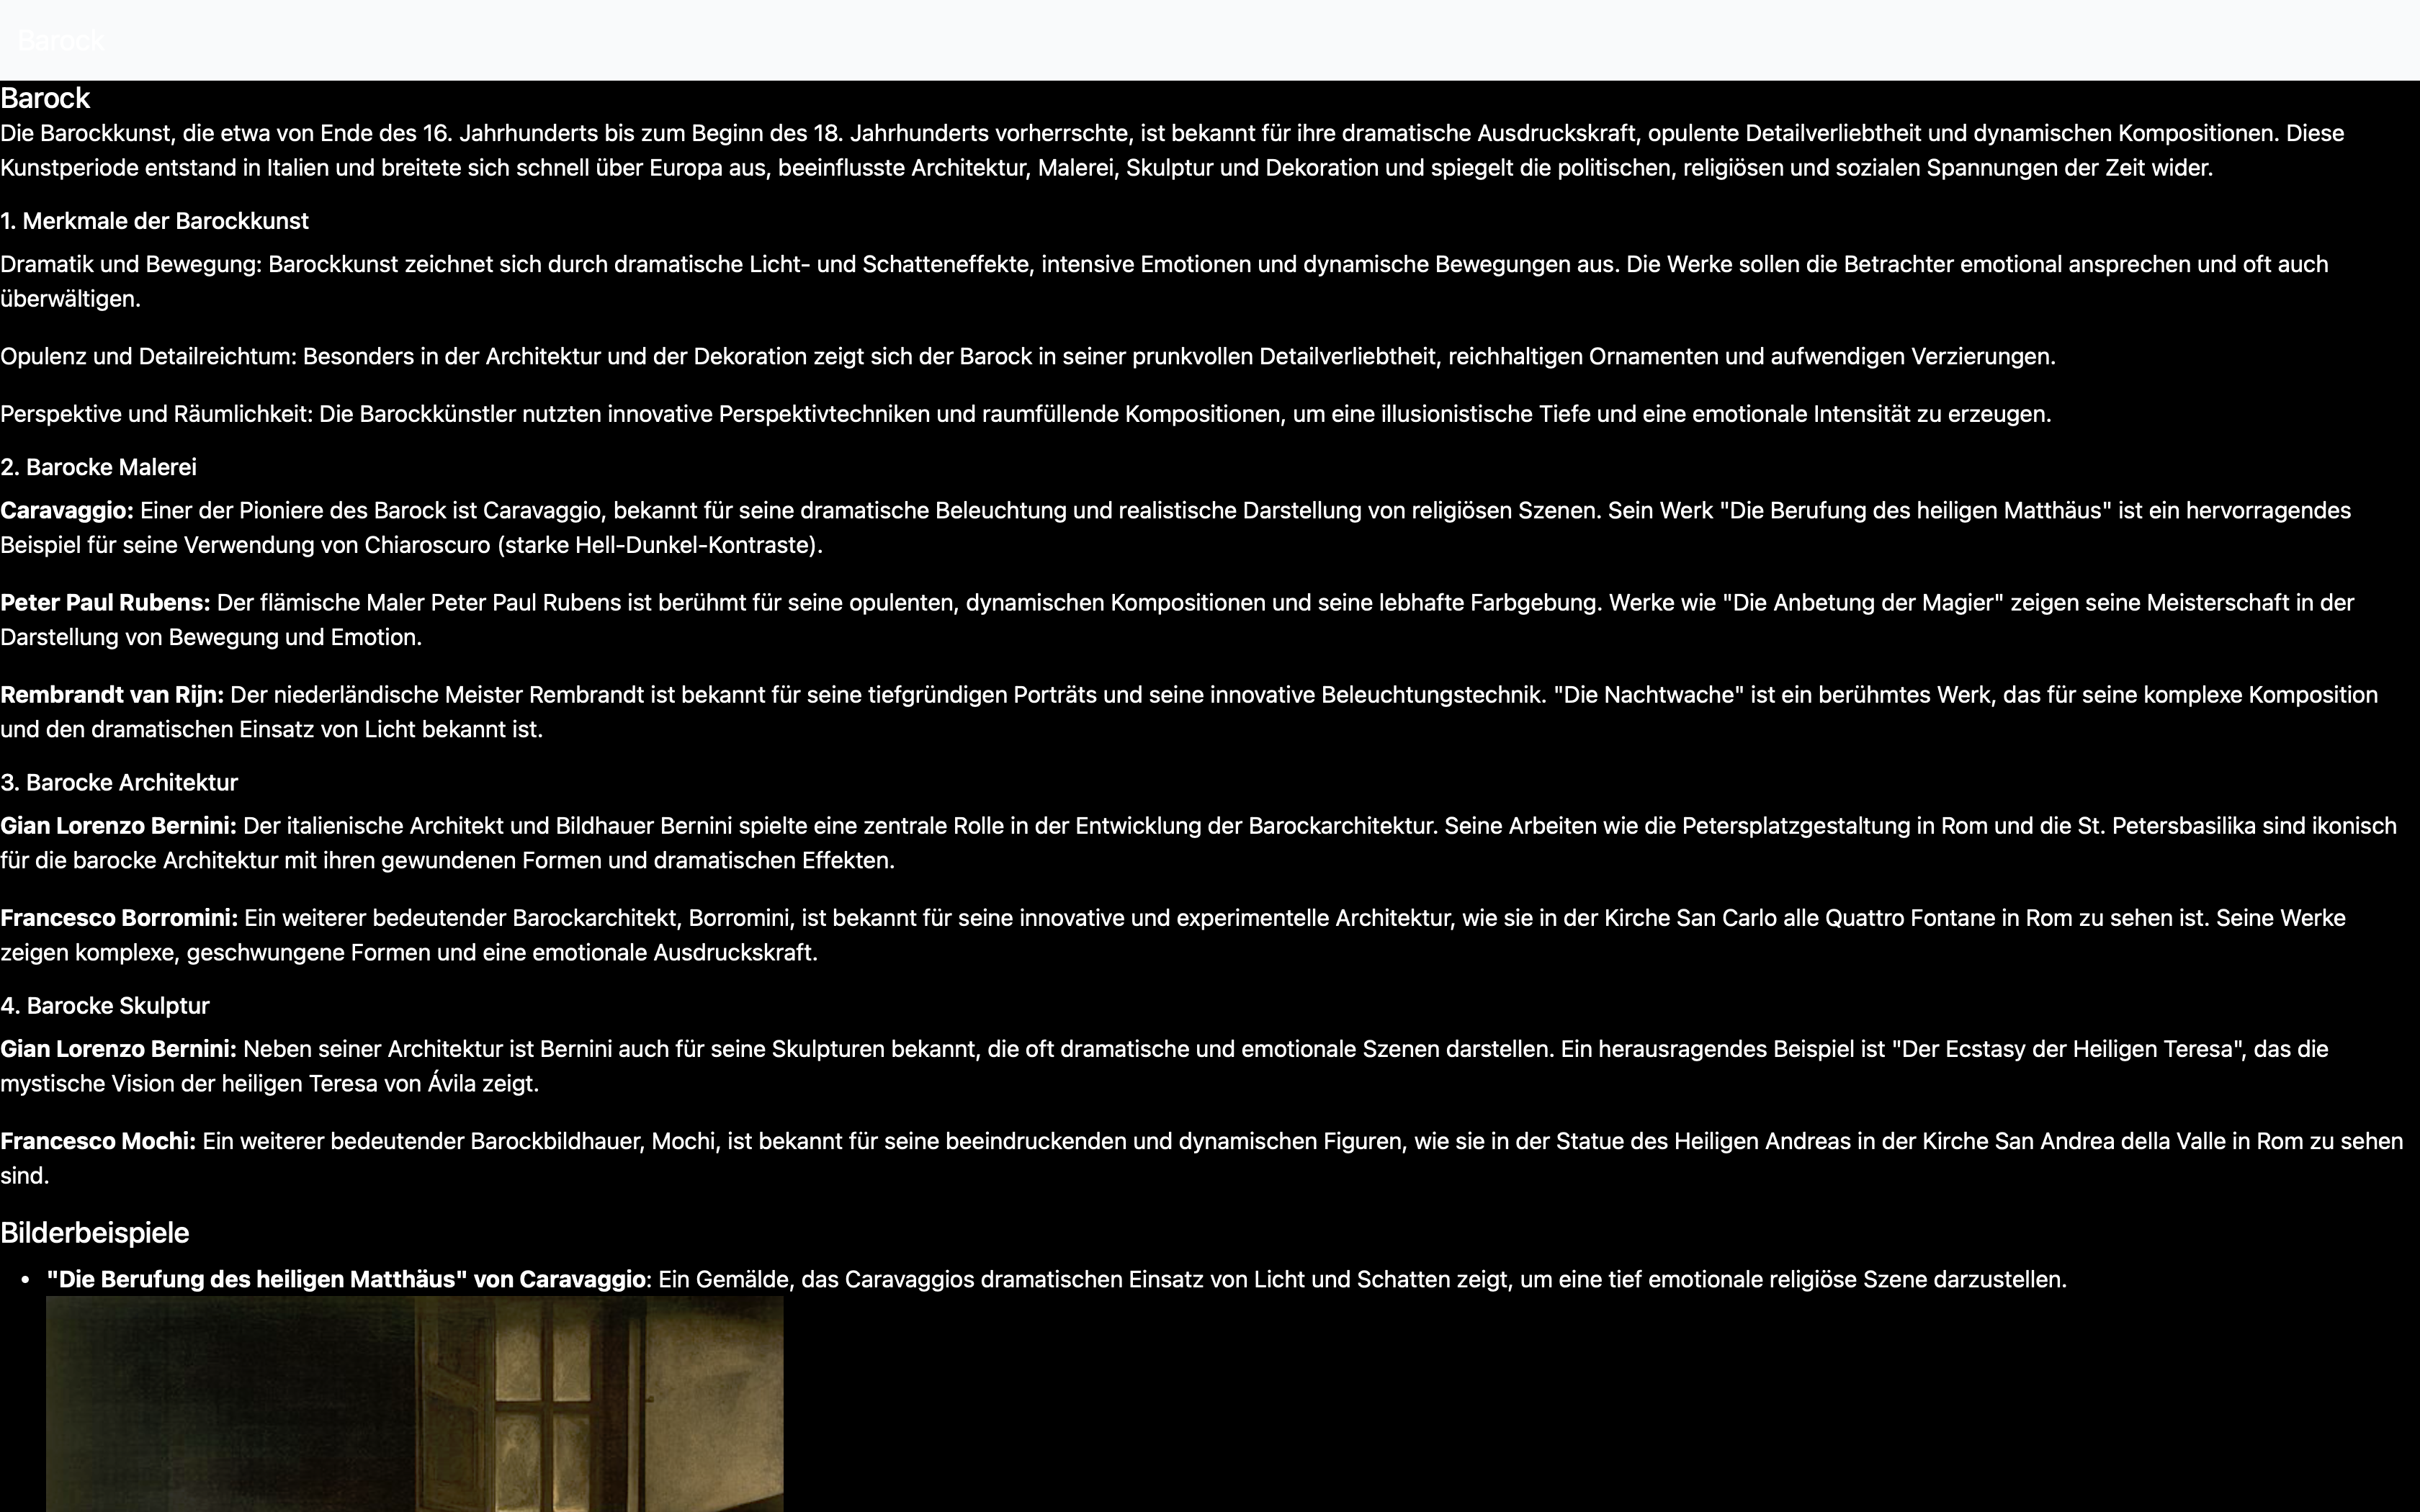 Barock
Barock
Die Barockkunst, die etwa von Ende des 16. Jahrhunderts bis zum Beginn des 18. Jahrhunderts vorherrschte, ist bekannt für ihre dramatische Ausdruckskraft, opulente Detailverliebtheit und dynamischen Kompositionen. Diese
Kunstperiode entstand in Italien und breitete sich schnell über Europa aus, beeinflusste Architektur, Malerei, Skulptur und Dekoration und spiegelt die politischen, religiösen und sozialen Spannungen der Zeit wider.
1. Merkmale der Barockkunst
Dramatik und Bewegung: Barockkunst zeichnet sich durch dramatische Licht- und Schatteneffekte, intensive Emotionen und dynamische Bewegungen aus. Die Werke sollen die Betrachter emotional ansprechen und oft auch
überwältigen.
Opulenz und Detailreichtum: Besonders in der Architektur und der Dekoration zeigt sich der Barock in seiner prunkvollen Detailverliebtheit, reichhaltigen Ornamenten und aufwendigen Verzierungen.
Perspektive und Räumlichkeit: Die Barockkünstler nutzten innovative Perspektivtechniken und raumfüllende Kompositionen, um eine illusionistische Tiefe und eine emotionale Intensität zu erzeugen.
2. Barocke Malerei
Caravaggio: Einer der Pioniere des Barock ist Caravaggio, bekannt für seine dramatische Beleuchtung und realistische Darstellung von religiösen Szenen. Sein Werk "Die Berufung des heiligen Matthäus" ist ein hervorragendes
Beispiel für seine Verwendung von Chiaroscuro (starke Hell-Dunkel-Kontraste).
Peter Paul Rubens: Der flämische Maler Peter Paul Rubens ist berühmt für seine opulenten, dynamischen Kompositionen und seine lebhafte Farbgebung. Werke wie "Die Anbetung der Magier" zeigen seine Meisterschaft in der
Darstellung von Bewegung und Emotion.
Rembrandt van Rijn: Der niederländische Meister Rembrandt ist bekannt für seine tiefgründigen Porträts und seine innovative Beleuchtungstechnik. "Die Nachtwache" ist ein berühmtes Werk, das für seine komplexe Komposition
und den dramatischen Einsatz von Licht bekannt ist.
3. Barocke Architektur
Gian Lorenzo Bernini: Der italienische Architekt und Bildhauer Bernini spielte eine zentrale Rolle in der Entwicklung der Barockarchitektur. Seine Arbeiten wie die Petersplatzgestaltung in Rom und die St. Petersbasilika sind ikonisch
für die barocke Architektur mit ihren gewundenen Formen und dramatischen Effekten.
Francesco Borromini: Ein weiterer bedeutender Barockarchitekt, Borromini, ist bekannt für seine innovative und experimentelle Architektur, wie sie in der Kirche San Carlo alle Quattro Fontane in Rom zu sehen ist. Seine Werke
zeigen komplexe, geschwungene Formen und eine emotionale Ausdruckskraft.
4. Barocke Skulptur
Gian Lorenzo Bernini: Neben seiner Architektur ist Bernini auch für seine Skulpturen bekannt, die oft dramatische und emotionale Szenen darstellen. Ein herausragendes Beispiel ist "Der Ecstasy der Heiligen Teresa", das die
mystische Vision der heiligen Teresa von Ávila zeigt.
Francesco Mochi: Ein weiterer bedeutender Barockbildhauer, Mochi, ist bekannt für seine beeindruckenden und dynamischen Figuren, wie sie in der Statue des Heiligen Andreas in der Kirche San Andrea della Valle in Rom zu sehen
sind.
Bilderbeispiele
• "Die Berufung des heiligen Matthäus" von Caravaggio: Ein Gemälde, das Caravaggios dramatischen Einsatz von Licht und Schatten zeigt, um eine tief emotionale religiöse Szene darzustellen.